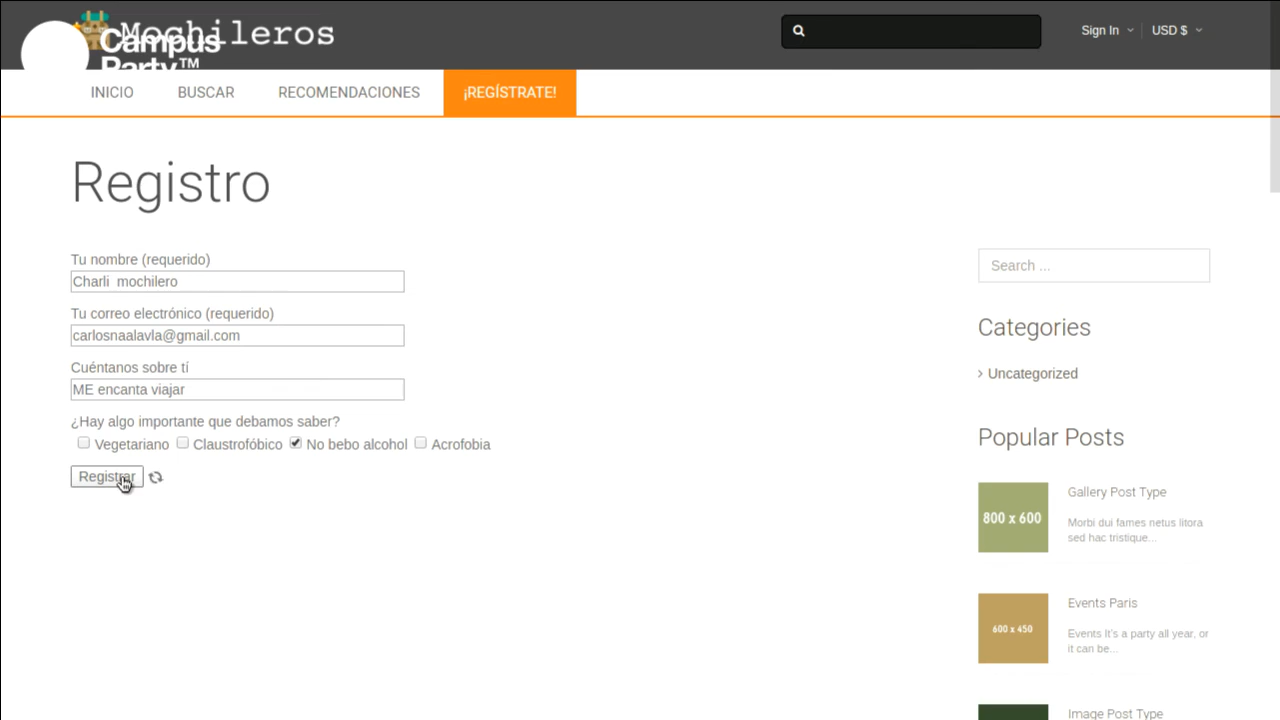 Mochileros
Campus
Party™
Sign In
USD $
INICIO
BUSCAR
RECOMENDACIONES
¡REGÍSTRATE!
Registro
Tu nombre (requerido)
Charli  mochilero
Tu correo electrónico (requerido)
carlosnaalavla@gmail.com
Cuéntanos sobre tí
ME encanta viajar
¿Hay algo importante que debamos saber?
Vegetariano
Claustrofóbico
No bebo alcohol
Acrofobia
Registrar
Search ...
Categories
Uncategorized
Popular Posts
800 x 600
Gallery Post Type
Morbi dui fames netus litora
sed hac tristique...
600 x 450
Events Paris
Events It's a party all year, or
it can be...
Image Post Type